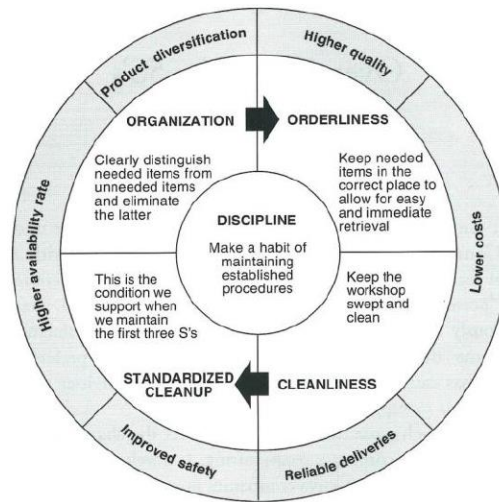 Product diversification
Higher quality
Higher availability rate
Lower costs
ORGANIZATION
Clearly distinguish
needed items from
unneeded items
and eliminate
the latter
ORDERLINESS
Keep needed
items in the
correct place to
allow for easy
and immediate
retrieval
DISCIPLINE
Make a habit of
maintaining
established
procedures
This is the
condition we
support when
we maintain
the first three S's
STANDARDIZED
CLEANUP
Keep the
workshop
swept and
clean
CLEANLINESS
Improved safety
Reliable deliveries